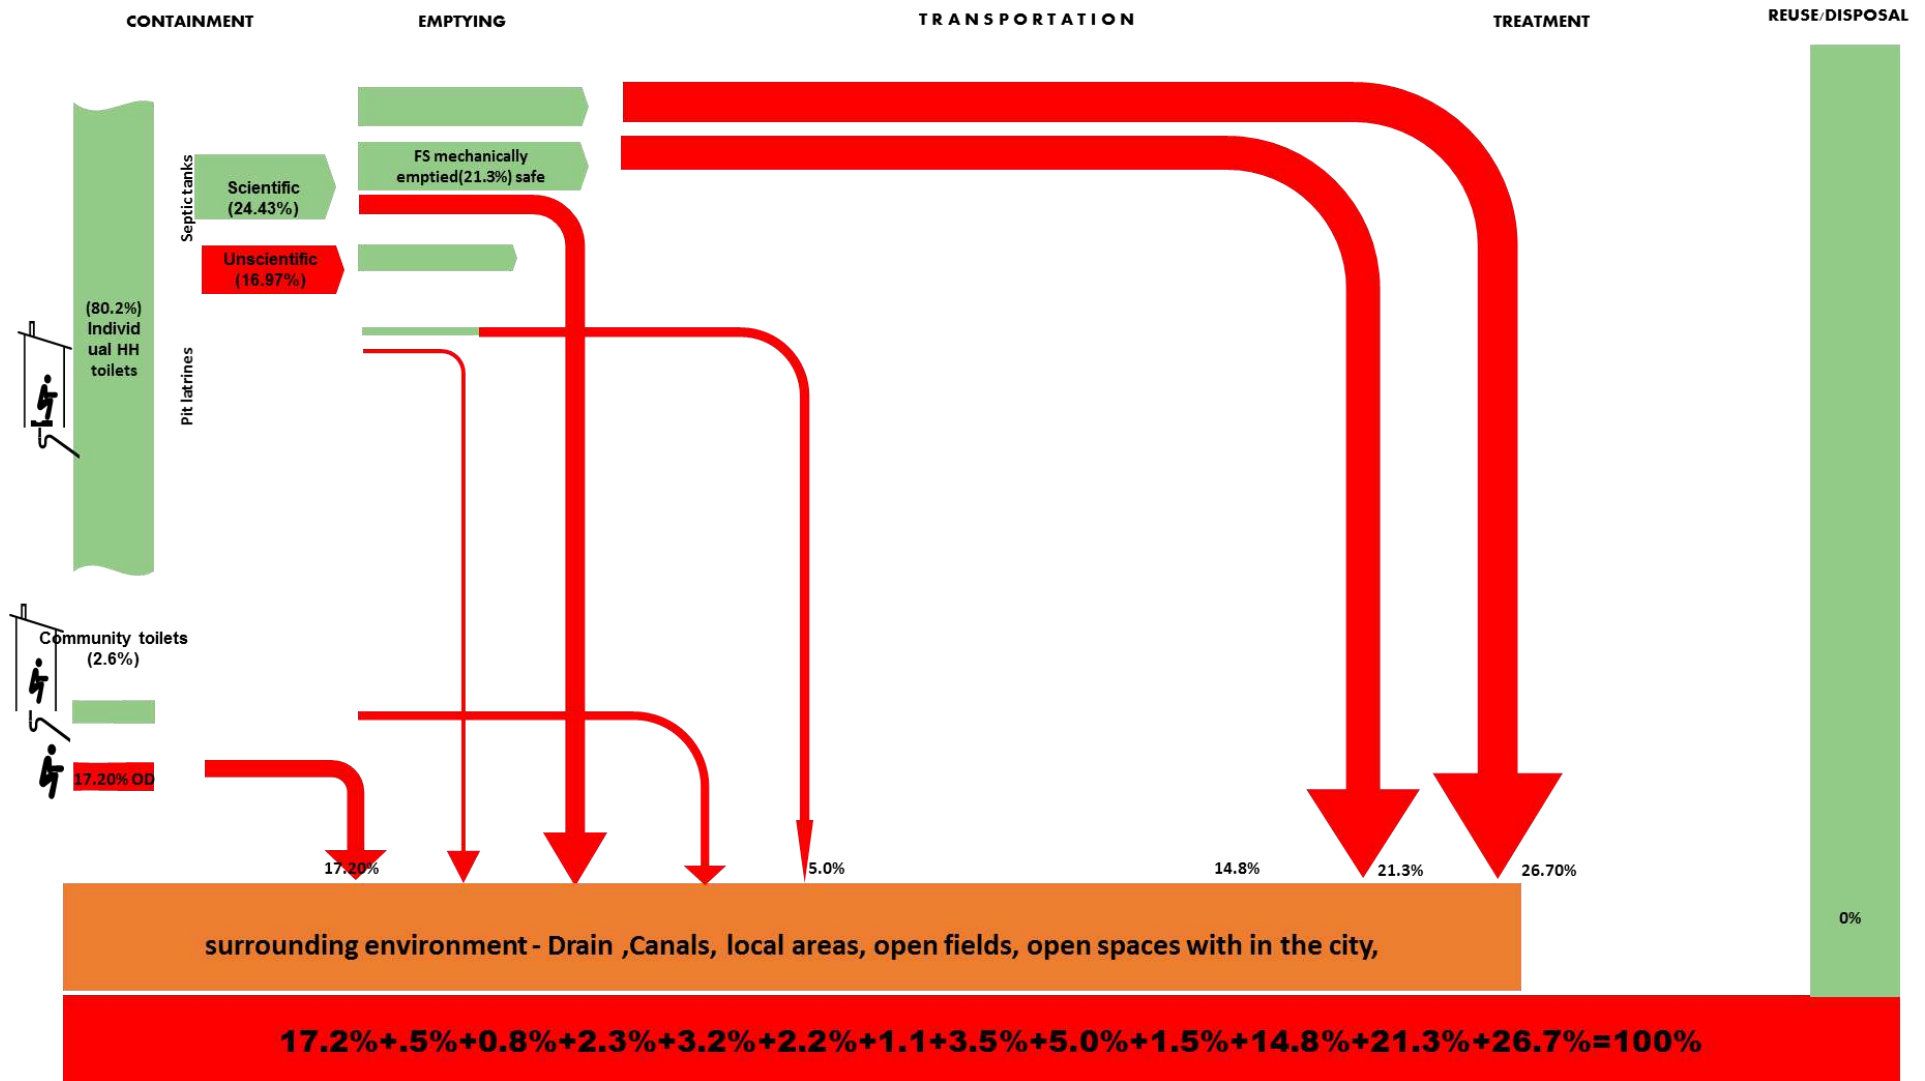 CONTAINMENT
EMPTYING
TRANSPORTATION
TREATMENT
REUSE/DISPOSAL
Septic tanks
Scientific
(24.43%)
FS mechanically
emptied(21.3%) safe
Unscientific
(16.97%)
(80.2%)
Individ
ual HH
toilets
Pit latrines
Community toilets
(2.6%)
17.20% OD
17.20%
5.0%
14.8%
21.3%
26.70%
0%
surrounding environment - Drain ,Canals, local areas, open fields, open spaces with in the city,
17.2%+.5%+0.8%+2.3%+3.2%+2.2%+1.1+3.5%+5.0%+1.5%+14.8%+21.3%+26.7%=100%